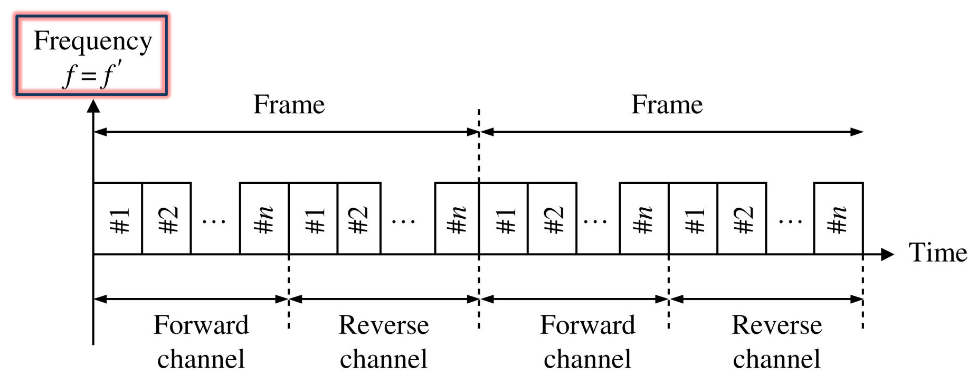 Frequency
f = f′
Frame Frame
#1 #2 … #n #1 #2 … #n #1 #2 … #n #1 #2 … #n
Time
Forward channel
Reverse channel
Forward channel
Reverse channel